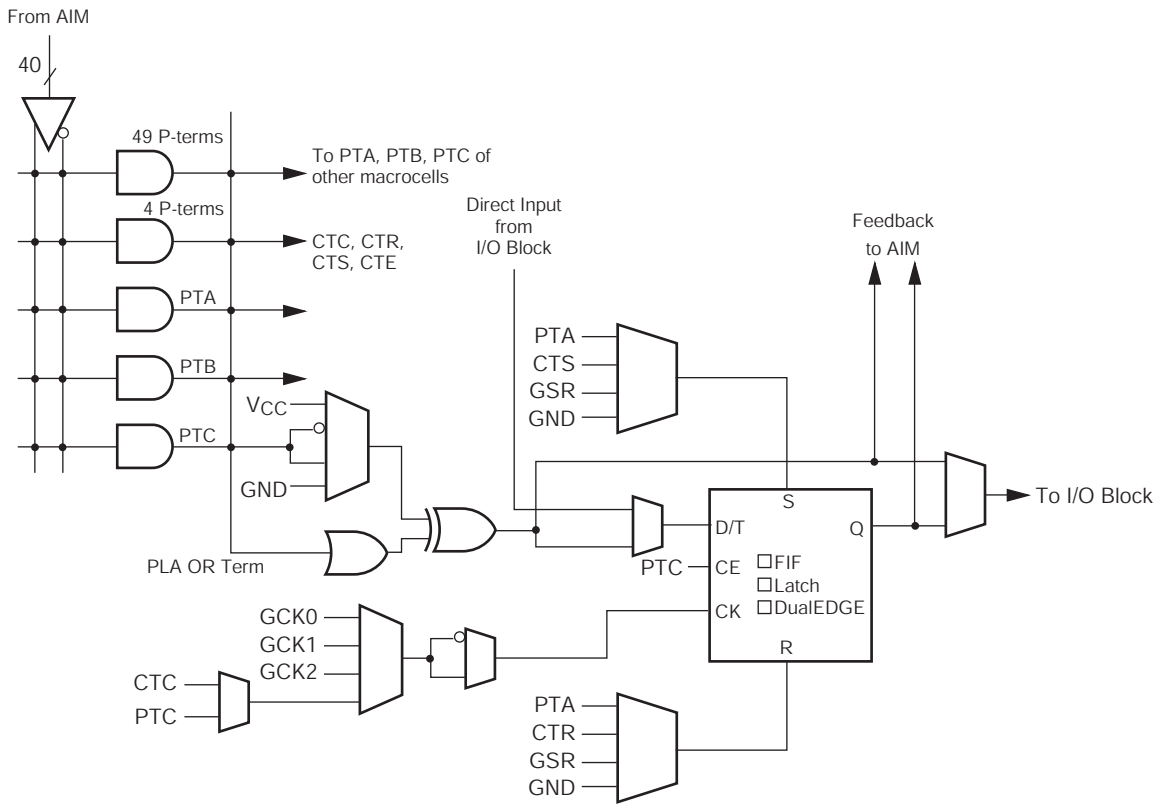 From AIM
40
49 P-terms
To PTA, PTB, PTC of
other macrocells
4 P-terms
CTC, CTR,
CTS, CTE
Direct Input
from
I/O Block
Feedback
to AIM
PTA
PTB
PTC
VCC
GND
PLA OR Term
PTA
CTS
GSR
GND
S
D/T
Q
PTC
CE
FIF
Latch
DualEDGE
CK
R
To I/O Block
GCK0
GCK1
GCK2
CTC
PTC
PTA
CTR
GSR
GND